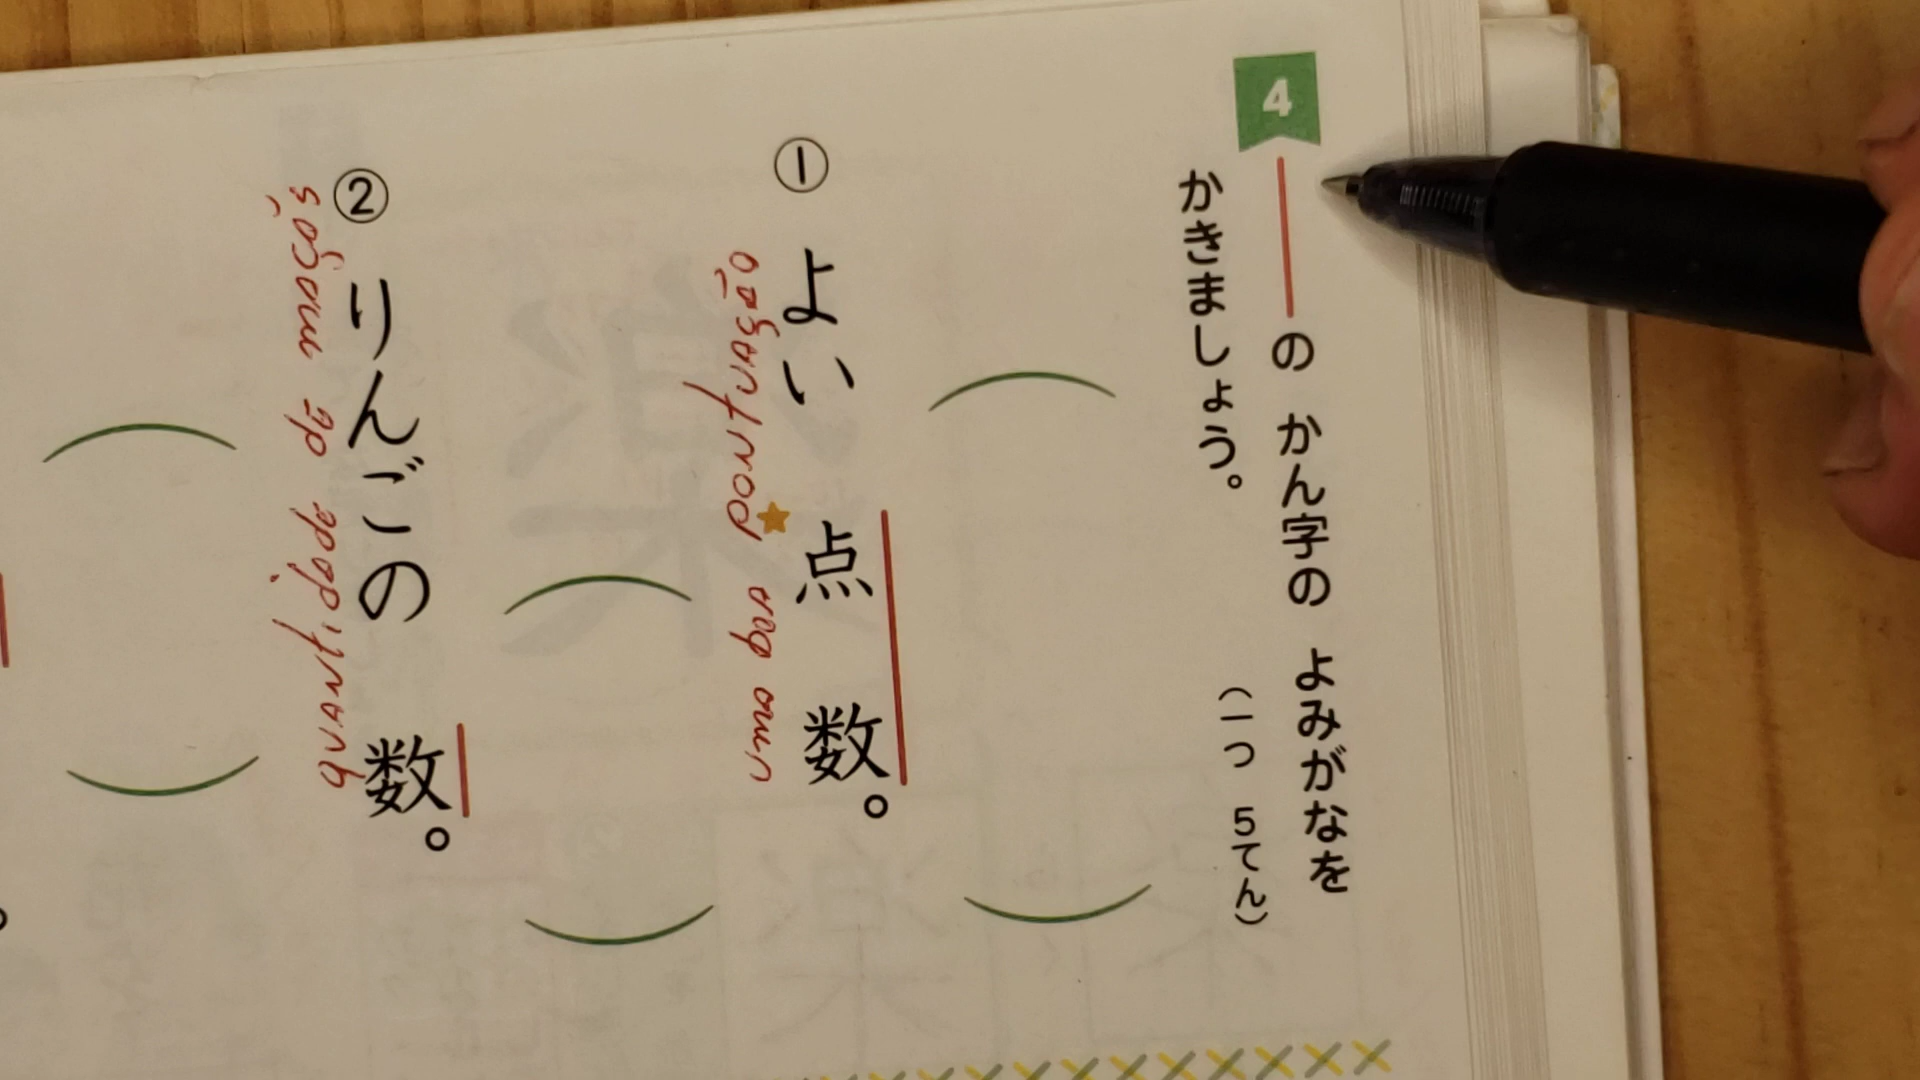 4
の かん字の よみがなを
かきましょう。
(一つ 5てん)
① よい 点数。
uma boa pontuação
② りんごの 数。
quantidade de maçãs